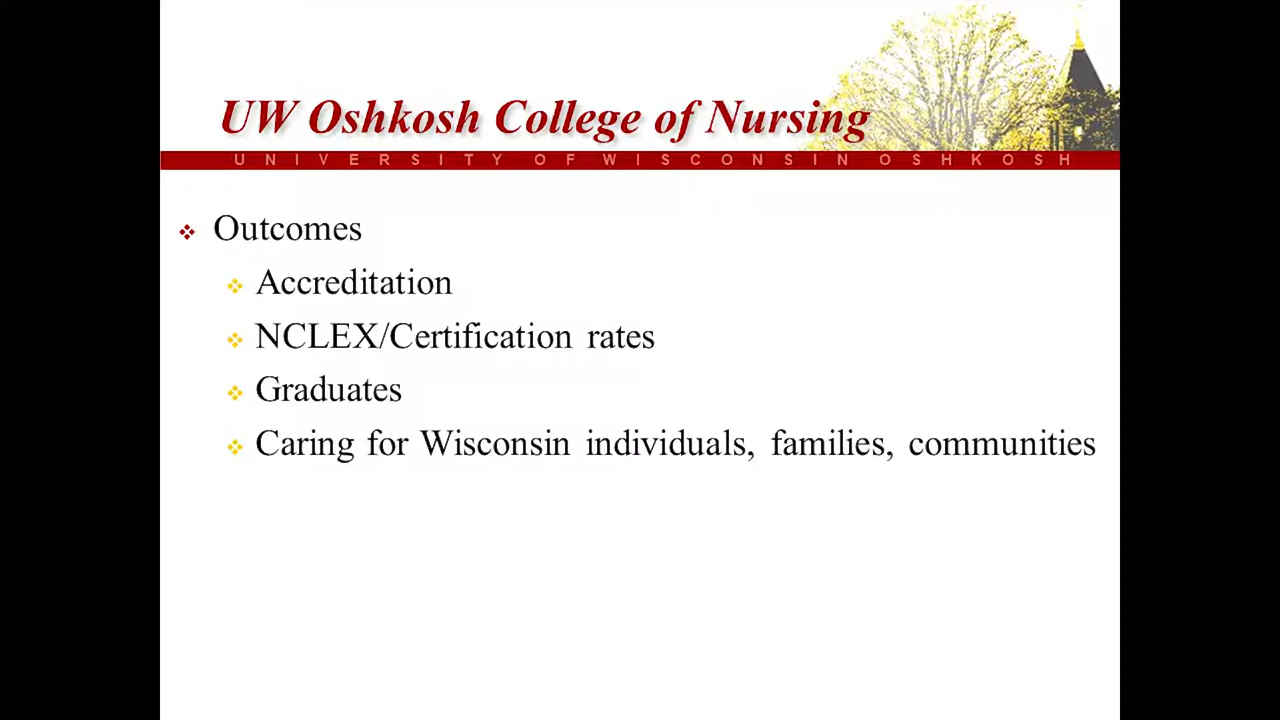 UW Oshkosh College of Nursing
UNIVERSITY OF WISCONSIN OSHKOSH
Outcomes
Accreditation
NCLEX/Certification rates
Graduates
Caring for Wisconsin individuals, families, communities